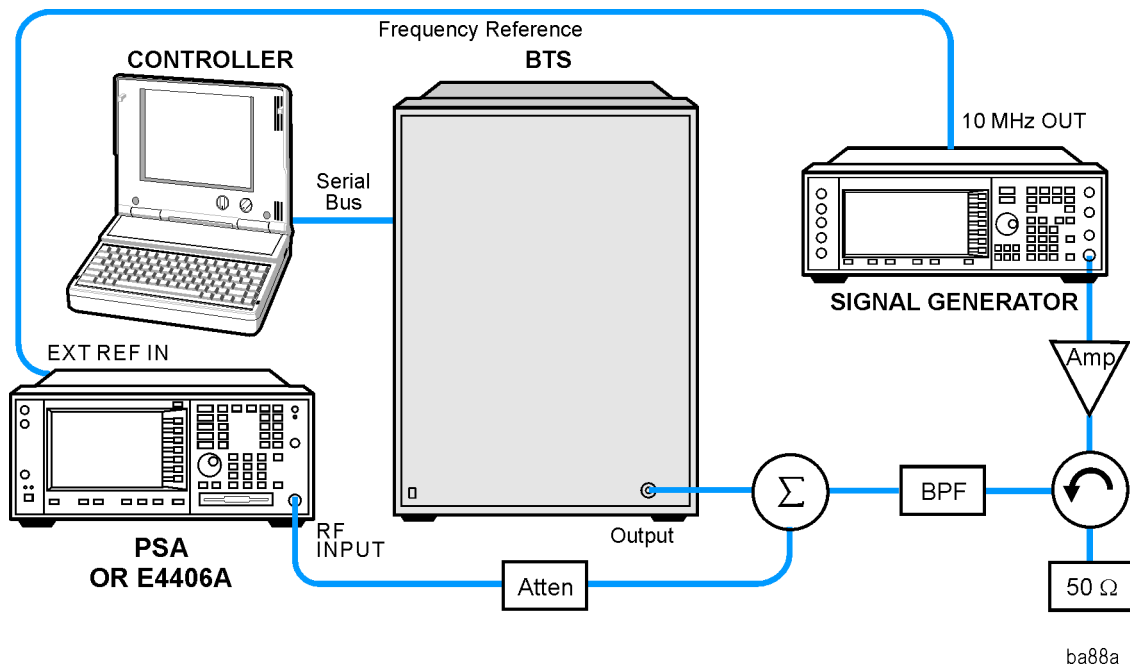 Frequency Reference
CONTROLLER
BTS
10 MHz OUT
Serial
Bus
SIGNAL GENERATOR
EXT REF IN
Amp
Σ
BPF
RF
INPUT
Output
PSA
OR E4406A
Atten
50 Ω
ba88a